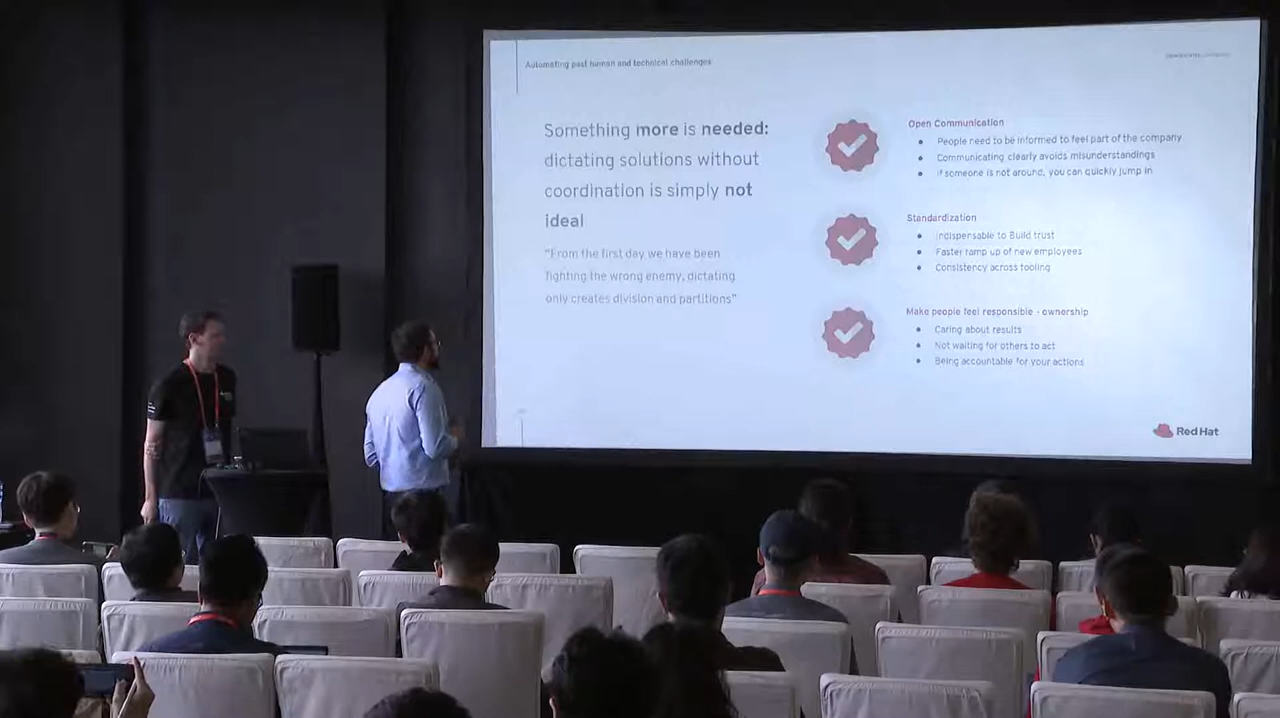 Automating past human and technical challenges
Something more is needed:
dictating solutions without
coordination is simply not
ideal
"From the first day we have been
fighting the wrong enemy, dictating
only creates division and partitions"
Open Communication
People need to be informed to feel part of the company
Communicating clearly avoids misunderstandings
If someone is not around, you can quickly jump in
Standardization
Indispensable to Build trust
Faster ramp up of new employees
Consistency across tooling
Make people feel responsible - ownership
Caring about results
Not waiting for others to act
Being accountable for your actions
Red Hat